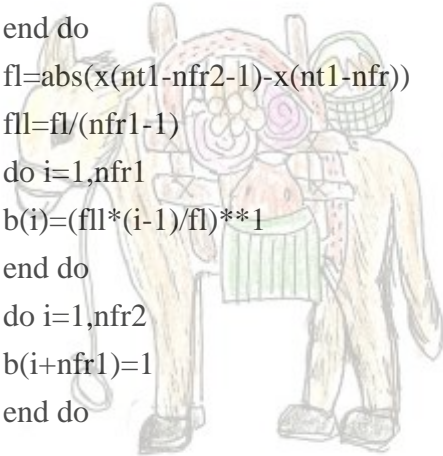 end do
fl=abs(x(nt1-nfr2-1)-x(nt1-nfr))
fll=fl/(nfr1-1)
do i=1,nfr1
b(i)=(fll*(i-1)/fl)**1
end do
do i=1,nfr2
b(i+nfr1)=1
end do